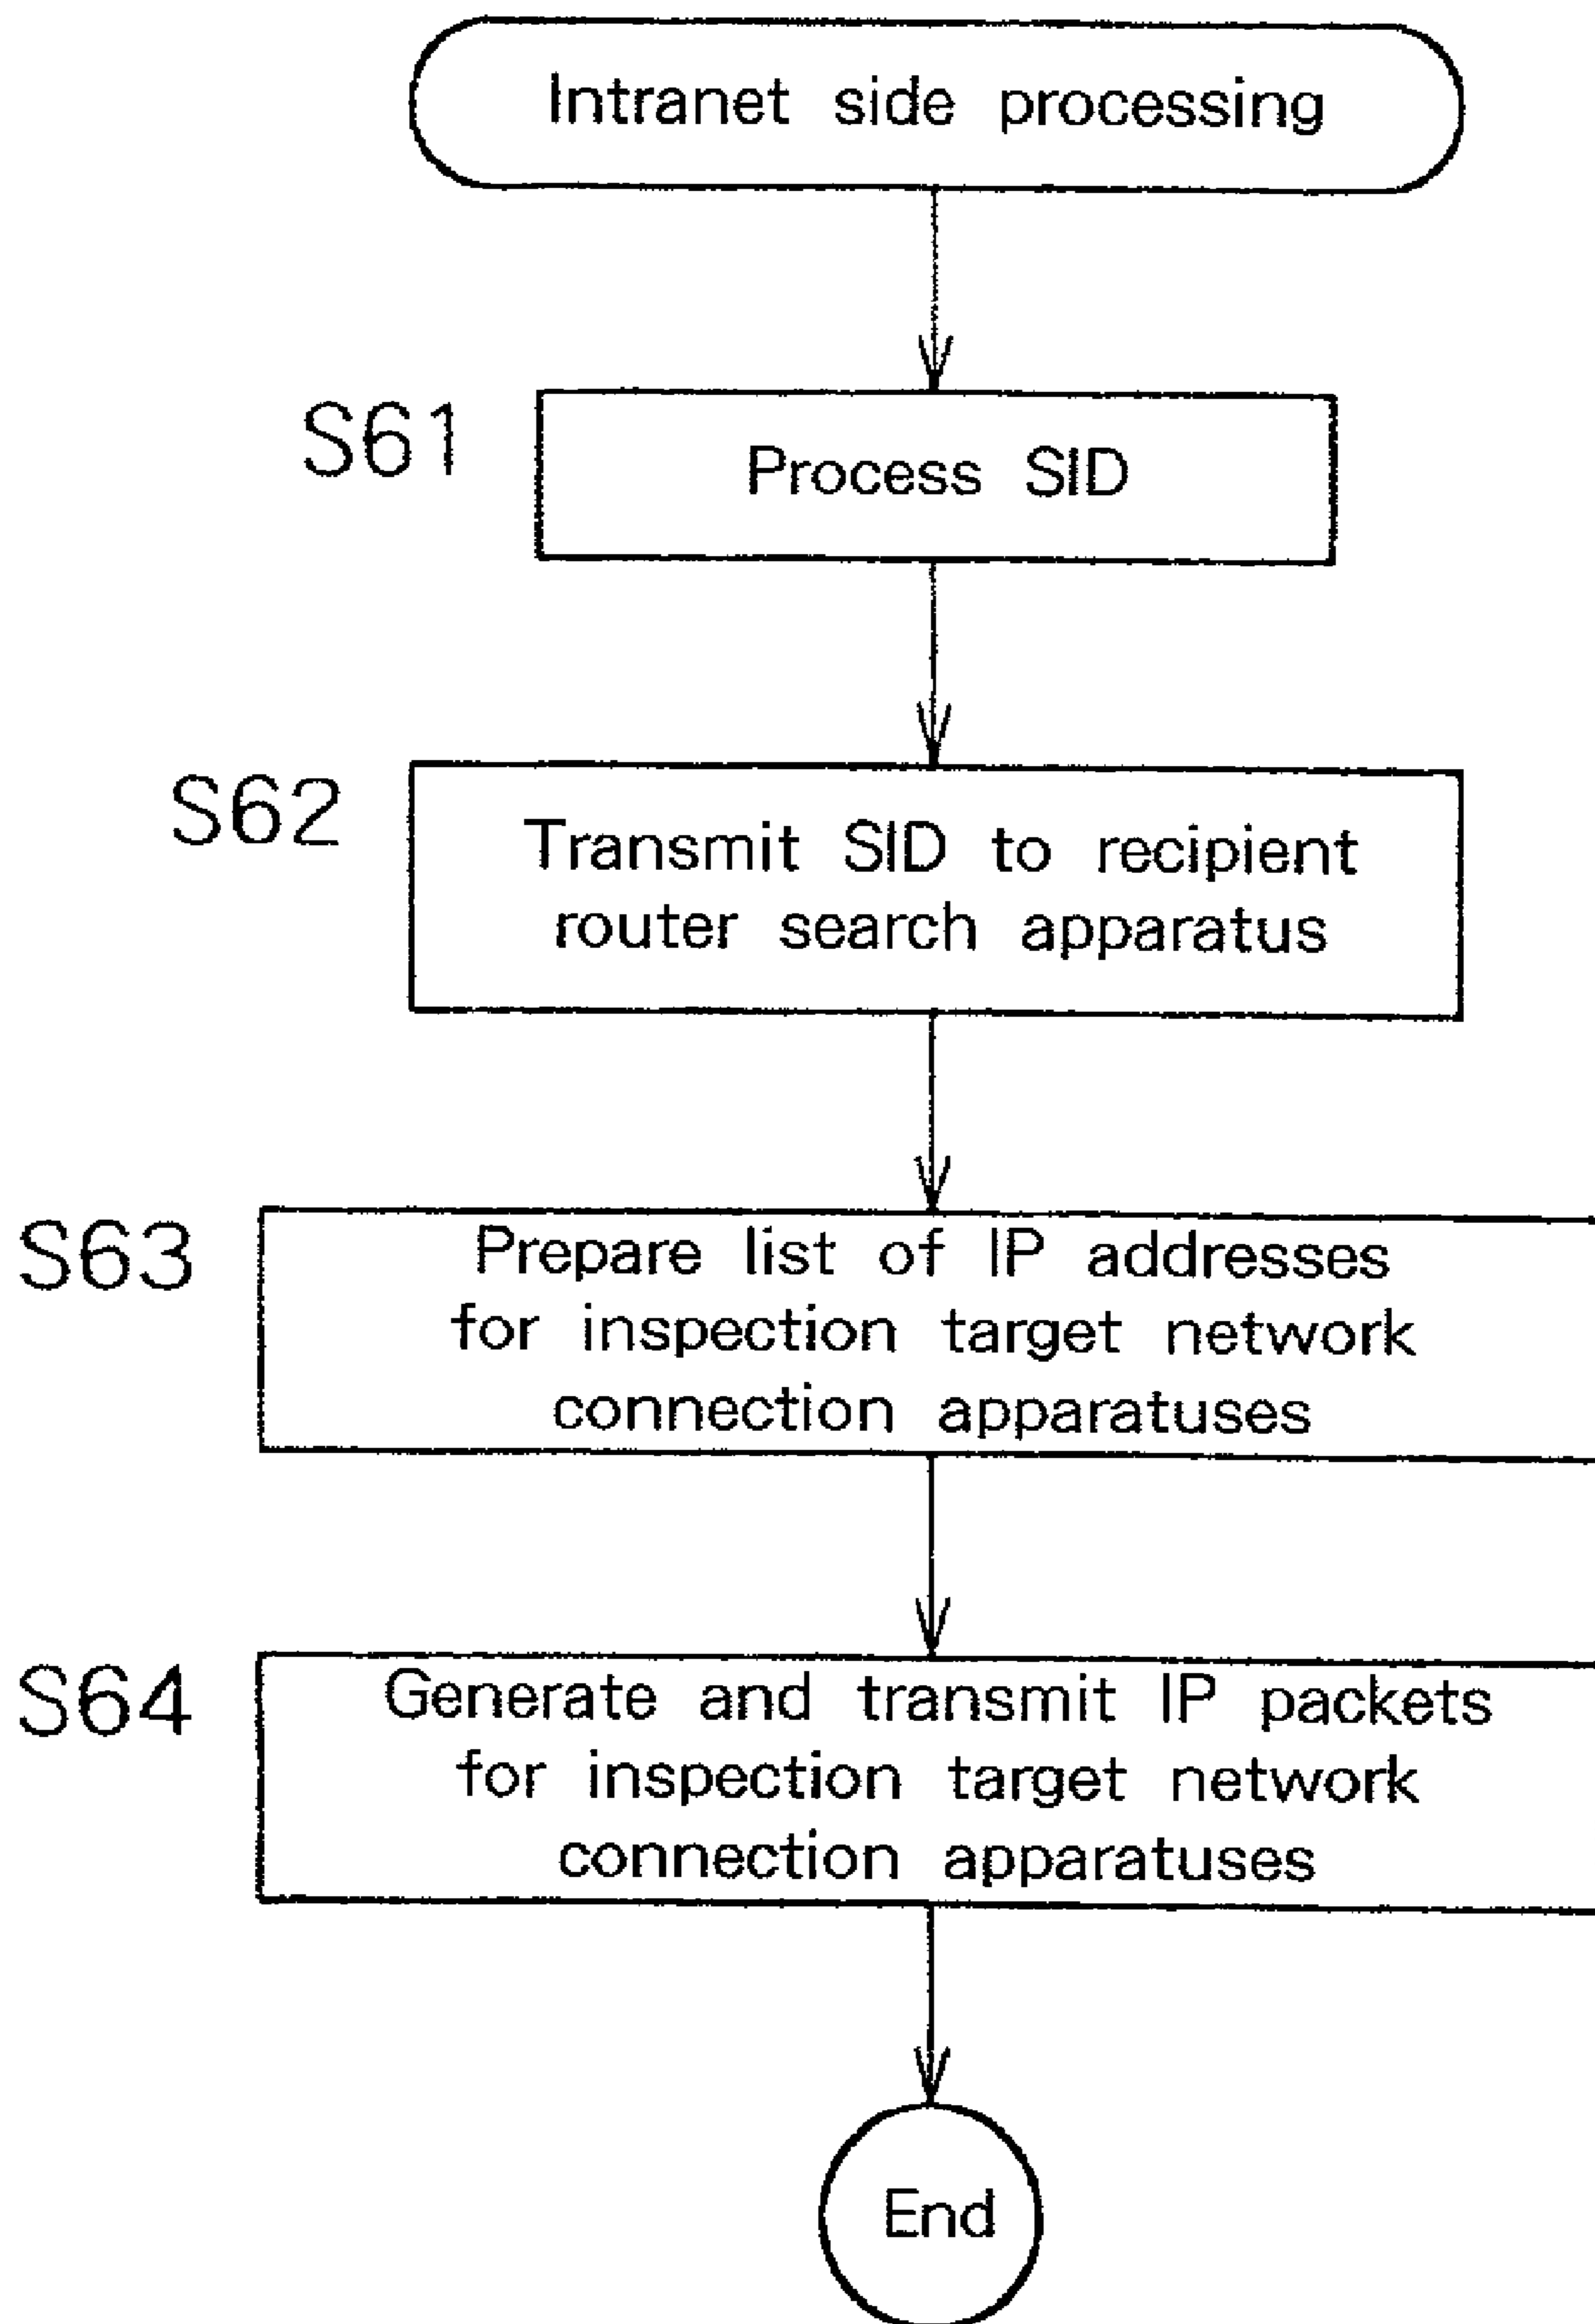 Intranet side processing
S61
Process SID
S62
Transmit SID to recipient
router search apparatus
S63
Prepare list of IP addresses
for inspection target network
connection apparatuses
S64
Generate and transmit IP packets
for inspection target network
connection apparatuses
End